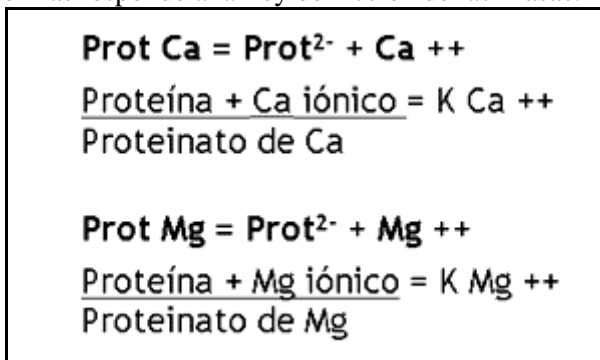 Prot Ca = Prot²⁻ + Ca ++
Proteína + Ca iónico = K Ca ++
Proteinato de Ca
Prot Mg = Prot²⁻ + Mg ++
Proteína + Mg iónico = K Mg ++
Proteinato de Mg